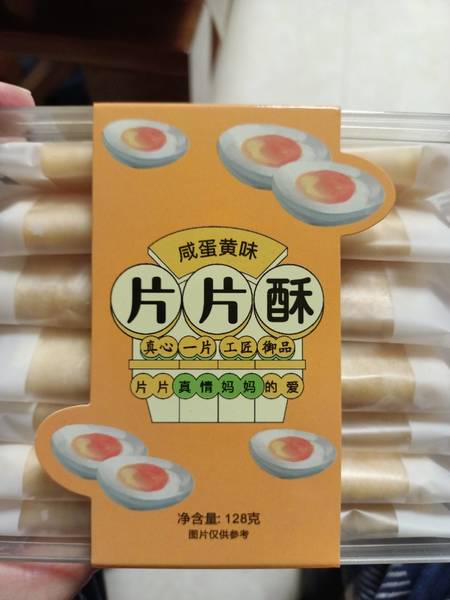 咸蛋黄味
片片酥
真心一片工匠御品
片片真情妈妈的爱
净含量: 128克
图片仅供参考